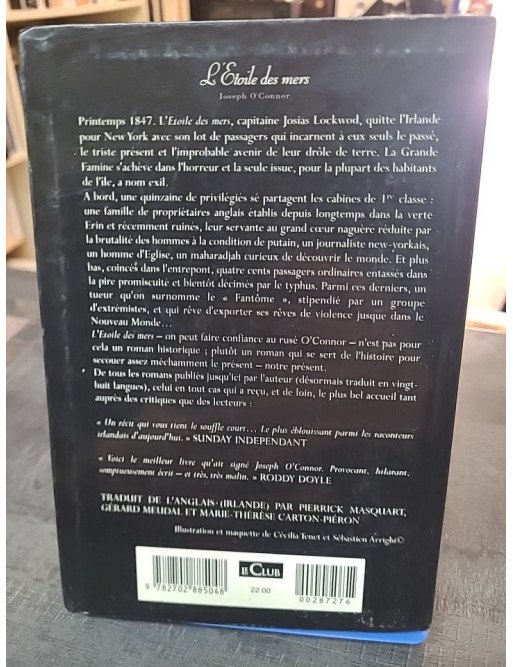 L'Etoile des mers
Joseph O'Connor
Printemps 1847. L'Etoile des mers, capitaine Josias Lockwod, quitte l'Irlande
pour New York avec son lot de passagers qui incarnent à eux seuls le passé,
le triste présent et l'improbable avenir de leur drôle de terre. La Grande
Famine s'achève dans l'horreur et la seule issue, pour la plupart des habitants
de l'île, a nom exil.
A bord, une quinzaine de privilégiés se partagent les cabines de 1re classe :
une famille de propriétaires anglais établis depuis longtemps dans la verte
Erin et récemment ruinés, leur servante au grand cœur naguère réduite par
la brutalité des hommes à la condition de putain, un journaliste new-yorkais,
un homme d'Eglise, un maharadjah curieux de découvrir le monde. Et plus
bas, coincés dans l'entrepont, quatre cents passagers ordinaires entassés dans
la pire promiscuité et bientôt décimés par le typhus. Parmi ces derniers, un
tueur qu'on surnomme le « Fantôme », stipendié par un groupe
d'extrémistes, et qui rêve d'exporter ses rêves de violence jusque dans le
Nouveau Monde...
L'Etoile des mers – on peut faire confiance au rusé O'Connor – n'est pas pour
cela un roman historique ; plutôt un roman qui se sert de l'histoire pour
secouer assez méchamment le présent – notre présent.
De tous les romans publiés jusqu'ici par l'auteur (désormais traduit en vingt-
huit langues), celui en tout cas qui a reçu, et de loin, le plus bel accueil tant
auprès des critiques que des lecteurs :
« Un récit qui vous tient le souffle court... Le plus éblouissant parmi les raconteurs
irlandais d'aujourd'hui. » SUNDAY INDEPENDANT
« Voici le meilleur livre qu'ait signé Joseph O'Connor. Provocant, hilarant,
somptueusement écrit – et très, très malin. » RODDY DOYLE
TRADUIT DE L'ANGLAIS (IRLANDE) PAR PIERRICK MASQUART,
GÉRARD MEUDAL ET MARIE-THÉRÈSE CARTON-PIÉRON
Illustration et maquette de Cécilia Tenet et Sébastien Arrighi©
LE CLUB
9 782702 885048
22.00
00287276